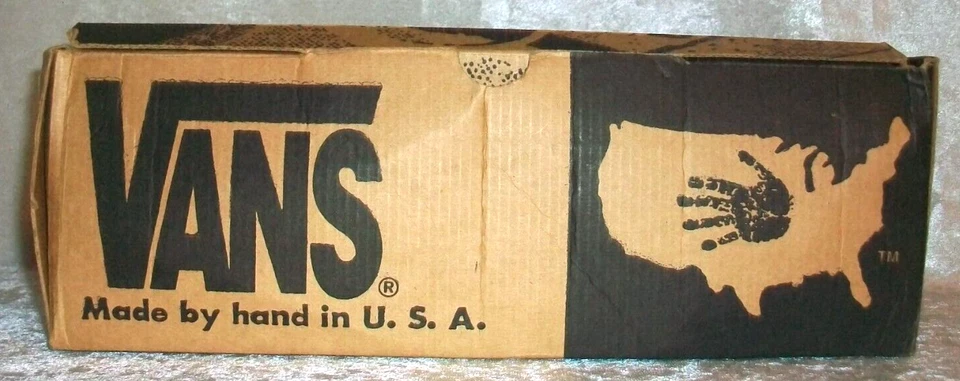 VANS®
Made by hand in U. S. A.
TM